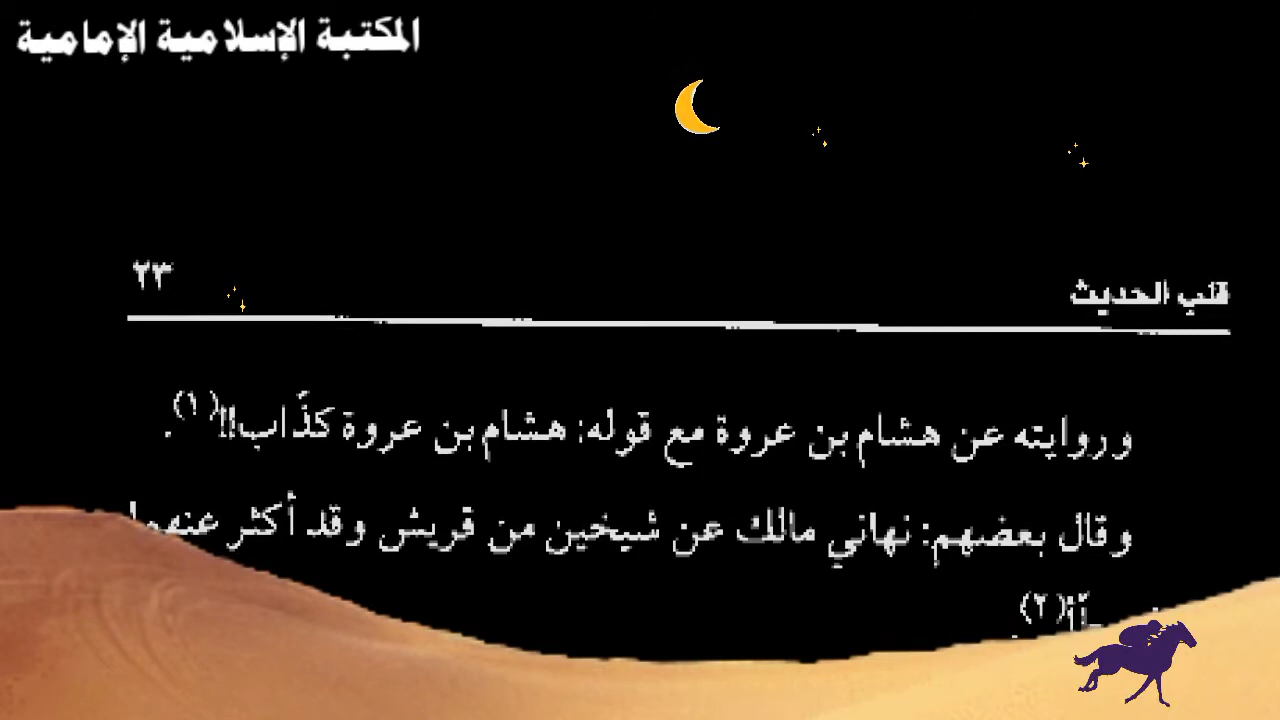 المكتبة الإسلامية الإمامية
قلب الحديث ٢٣
وروايته عن هشام بن عروة مع قوله: هشام بن عروة كذّاب!!(١).
وقال بعضهم: نهاني مالك عن شيخين من قريش وقد أكثر عنهما
(٢)